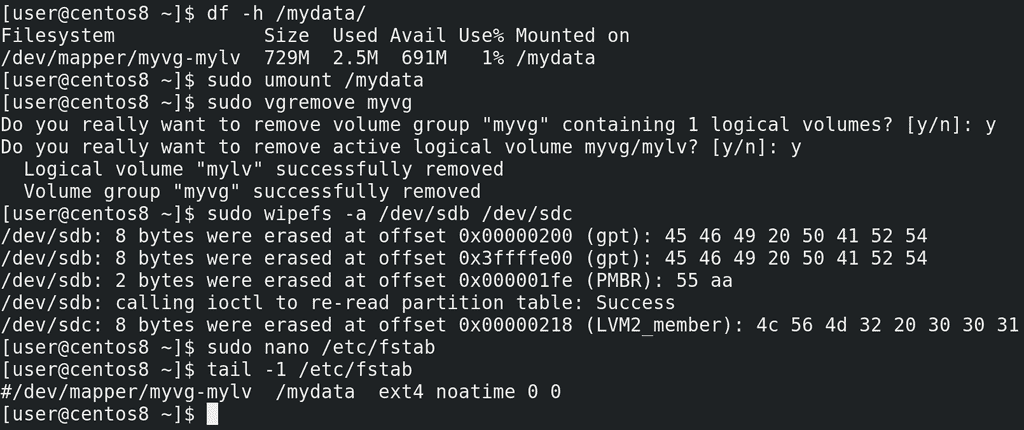 [user@centos8 ~]$ df -h /mydata/
Filesystem             Size  Used Avail Use% Mounted on
/dev/mapper/myvg-mylv  729M  2.5M  691M   1% /mydata
[user@centos8 ~]$ sudo umount /mydata
[user@centos8 ~]$ sudo vgremove myvg
Do you really want to remove volume group "myvg" containing 1 logical volumes? [y/n]: y
Do you really want to remove active logical volume myvg/mylv? [y/n]: y
  Logical volume "mylv" successfully removed
  Volume group "myvg" successfully removed
[user@centos8 ~]$ sudo wipefs -a /dev/sdb /dev/sdc
/dev/sdb: 8 bytes were erased at offset 0x00000200 (gpt): 45 46 49 20 50 41 52 54
/dev/sdb: 8 bytes were erased at offset 0x3ffffe00 (gpt): 45 46 49 20 50 41 52 54
/dev/sdb: 2 bytes were erased at offset 0x000001fe (PMBR): 55 aa
/dev/sdb: calling ioctl to re-read partition table: Success
/dev/sdc: 8 bytes were erased at offset 0x00000218 (LVM2_member): 4c 56 4d 32 20 30 30 31
[user@centos8 ~]$ sudo nano /etc/fstab
[user@centos8 ~]$ tail -1 /etc/fstab
#/dev/mapper/myvg-mylv  /mydata  ext4 noatime 0 0
[user@centos8 ~]$